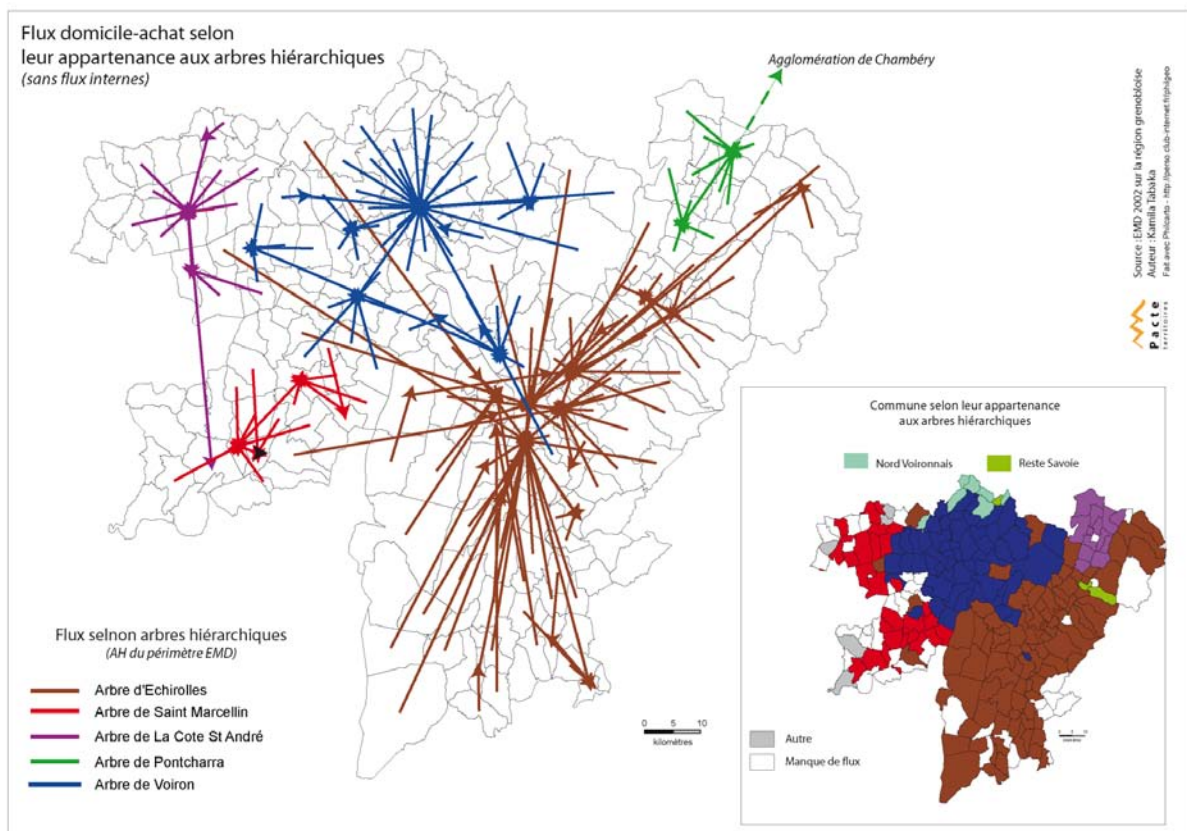 Flux domicile-achat selon
leur appartenance aux arbres hiérarchiques
(sans flux internes)
Agglomération de Chambéry
Source : EMD 2002 sur la région grenobloise
Auteur : Kamila Tabaka
Fait avec Philcarto - http://perso.club-internet.fr/philgeo
Pacte
territoires
Flux selnon arbres hiérarchiques
(AH du périmètre EMD)
Arbre d'Echirolles
Arbre de Saint Marcellin
Arbre de La Cote St André
Arbre de Pontcharra
Arbre de Voiron
0 5 10
kilomètres
Commune selon leur appartenance
aux arbres hiérarchiques
Nord Voironnais
Reste Savoie
Autre
Manque de flux